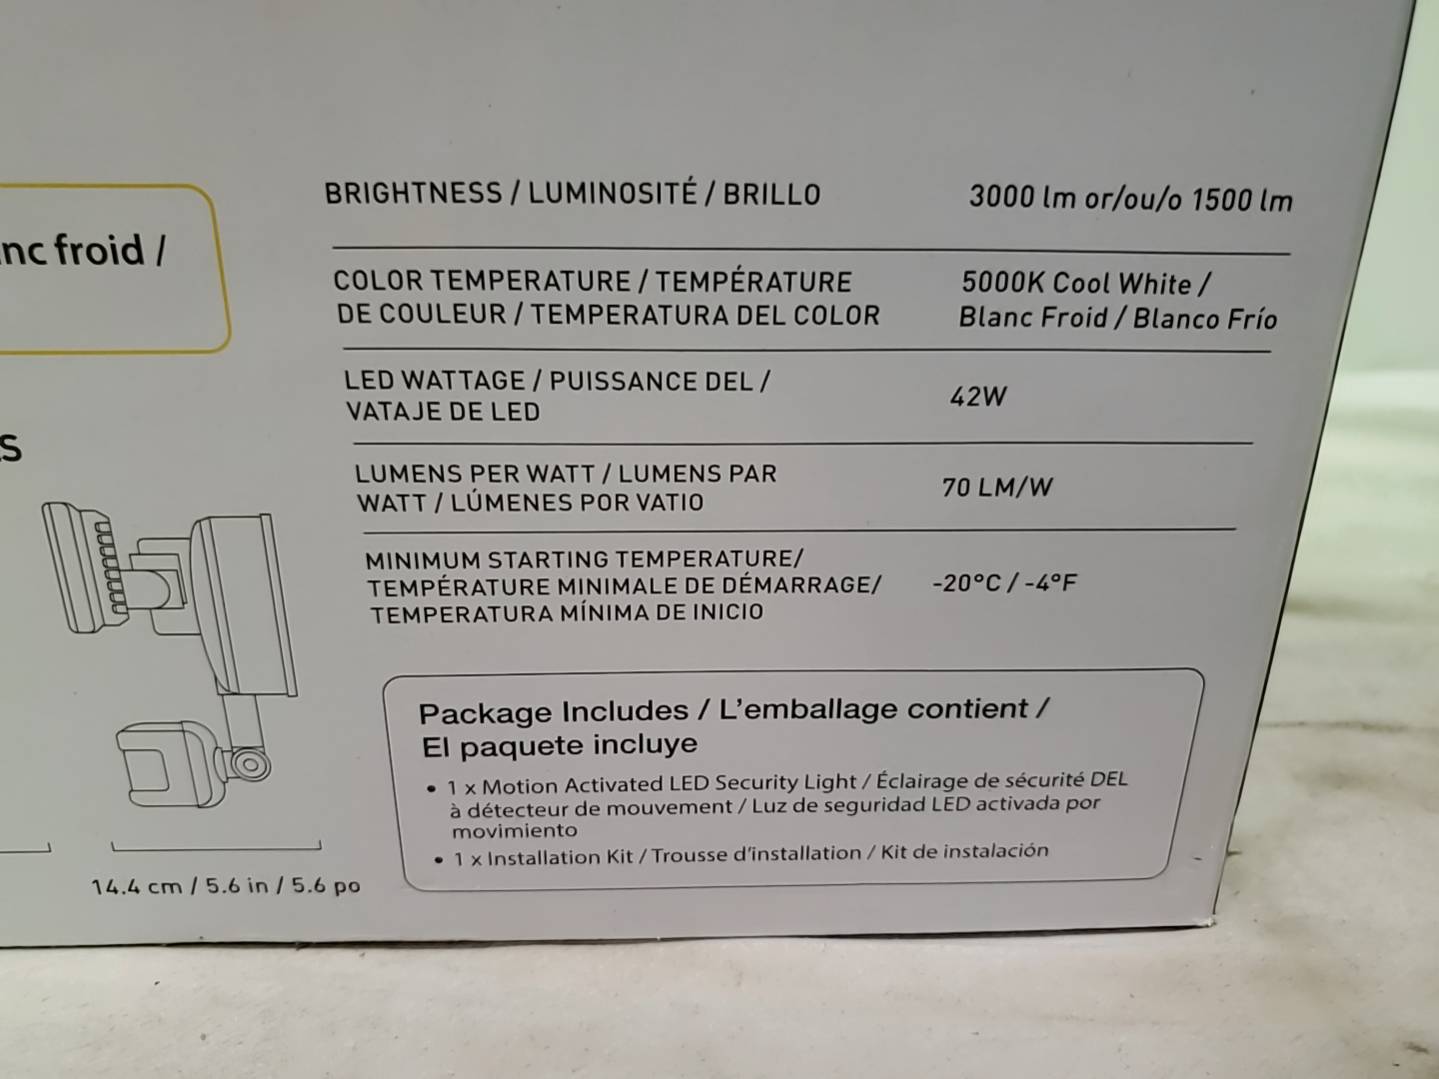 BRIGHTNESS / LUMINOSITÉ / BRILLO 3000 lm or/ou/o 1500 lm
nc froid /
COLOR TEMPERATURE / TEMPÉRATURE
DE COULEUR / TEMPERATURA DEL COLOR
5000K Cool White /
Blanc Froid / Blanco Frío
LED WATTAGE / PUISSANCE DEL /
VATAJE DE LED
42W
S
LUMENS PER WATT / LUMENS PAR
WATT / LÚMENES POR VATIO
70 LM/W
MINIMUM STARTING TEMPERATURE/
TEMPÉRATURE MINIMALE DE DÉMARRAGE/
TEMPERATURA MÍNIMA DE INICIO
-20°C / -4°F
Package Includes / L'emballage contient /
El paquete incluye
• 1 x Motion Activated LED Security Light / Éclairage de sécurité DEL
à détecteur de mouvement / Luz de seguridad LED activada por
movimiento
• 1 x Installation Kit / Trousse d'installation / Kit de instalación
14.4 cm / 5.6 in / 5.6 po